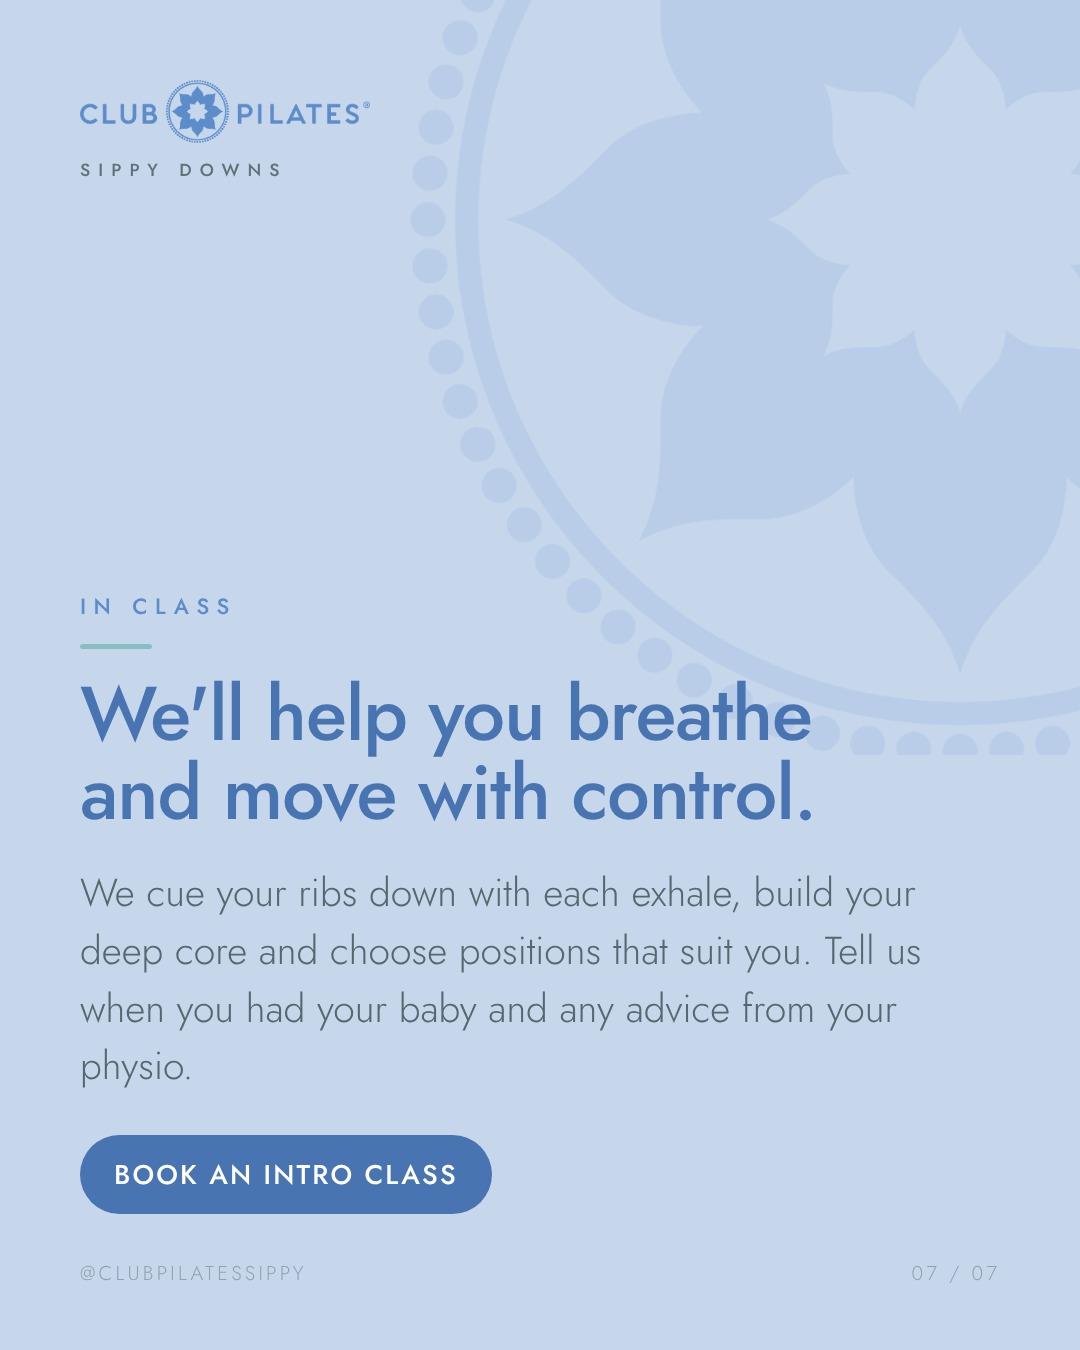 CLUB PILATES®
SIPPY DOWNS
IN CLASS
We'll help you breathe
and move with control.
We cue your ribs down with each exhale, build your
deep core and choose positions that suit you. Tell us
when you had your baby and any advice from your
physio.
BOOK AN INTRO CLASS
@CLUBPILATESSIPPY
07 / 07